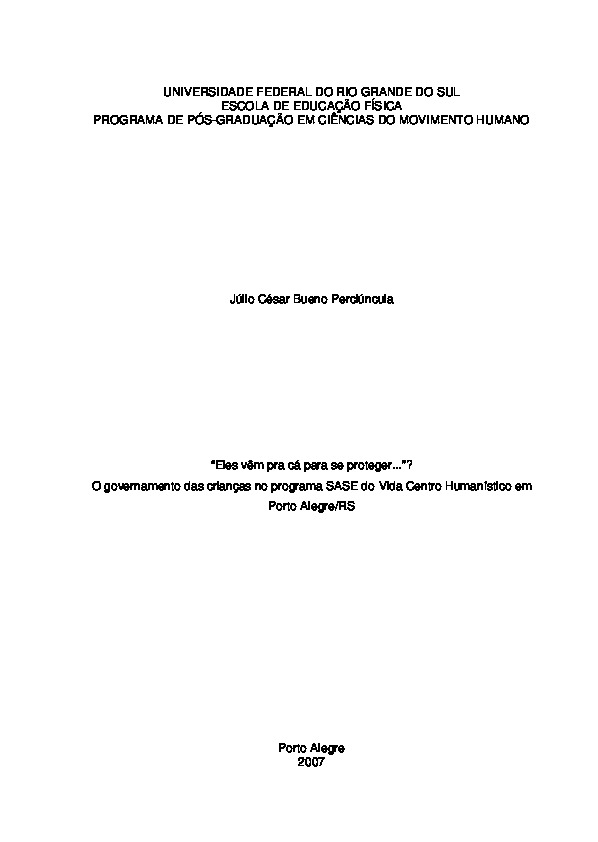 UNIVERSIDADE FEDERAL DO RIO GRANDE DO SUL
ESCOLA DE EDUCAÇÃO FÍSICA
PROGRAMA DE PÓS-GRADUAÇÃO EM CIÊNCIAS DO MOVIMENTO HUMANO
Júlio César Bueno Perciúncula
“Eles vêm pra cá para se proteger...”?
O governamento das crianças no programa SASE do Vida Centro Humanístico em
Porto Alegre/RS
Porto Alegre
2007